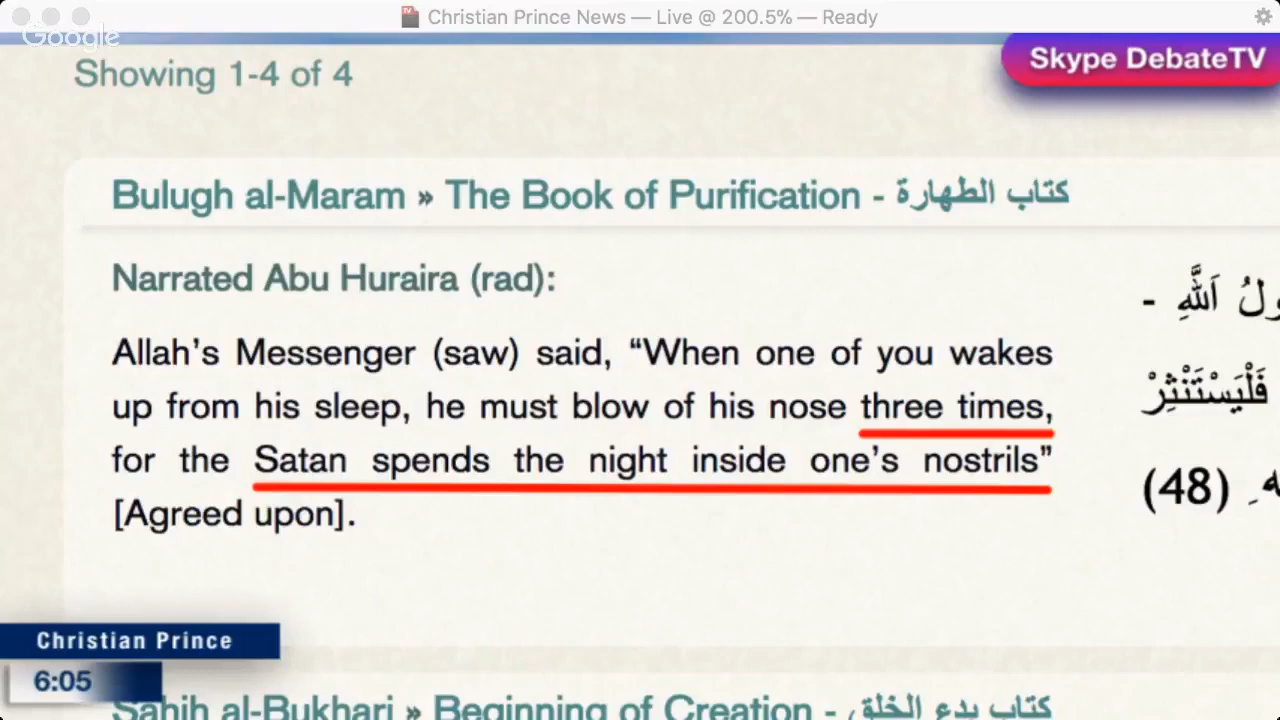 Christian Prince News — Live @ 200.5% — Ready
Google
Skype DebateTV
Showing 1-4 of 4
Bulugh al-Maram » The Book of Purification - كتاب الطهارة
Narrated Abu Huraira (rad):
Allah’s Messenger (saw) said, “When one of you wakes
up from his sleep, he must blow of his nose three times,
for the Satan spends the night inside one’s nostrils”
[Agreed upon].
اَللَّهِ -
فَلْيَسْتَنْثِرْ
(48)
Christian Prince
6:05
Sahih al-Bukhari » Beginning of Creation - كتاب بدء الخلق